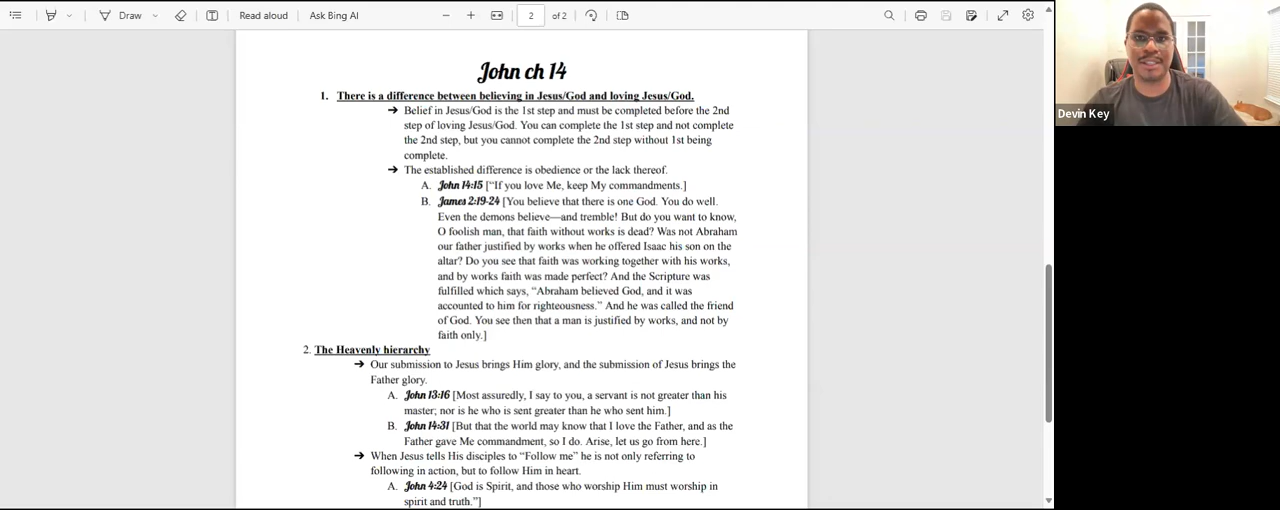 Draw
Read aloud
Ask Bing AI
2
of 2
Devin Key
John ch 14
1. There is a difference between believing in Jesus/God and loving Jesus/God.
➔ Belief in Jesus/God is the 1st step and must be completed before the 2nd
step of loving Jesus/God. You can complete the 1st step and not complete
the 2nd step, but you cannot complete the 2nd step without 1st being
complete.
➔ The established difference is obedience or the lack thereof.
A. John 14:15 [“If you love Me, keep My commandments.]
B. James 2:19-24 [You believe that there is one God. You do well.
Even the demons believe—and tremble! But do you want to know,
O foolish man, that faith without works is dead? Was not Abraham
our father justified by works when he offered Isaac his son on the
altar? Do you see that faith was working together with his works,
and by works faith was made perfect? And the Scripture was
fulfilled which says, “Abraham believed God, and it was
accounted to him for righteousness.” And he was called the friend
of God. You see then that a man is justified by works, and not by
faith only.]
2. The Heavenly hierarchy
➔ Our submission to Jesus brings Him glory, and the submission of Jesus brings the
Father glory.
A. John 13:16 [Most assuredly, I say to you, a servant is not greater than his
master; nor is he who is sent greater than he who sent him.]
B. John 14:31 [But that the world may know that I love the Father, and as the
Father gave Me commandment, so I do. Arise, let us go from here.]
➔ When Jesus tells His disciples to “Follow me” he is not only referring to
following in action, but to follow Him in heart.
A. John 4:24 [God is Spirit, and those who worship Him must worship in
spirit and truth.”]